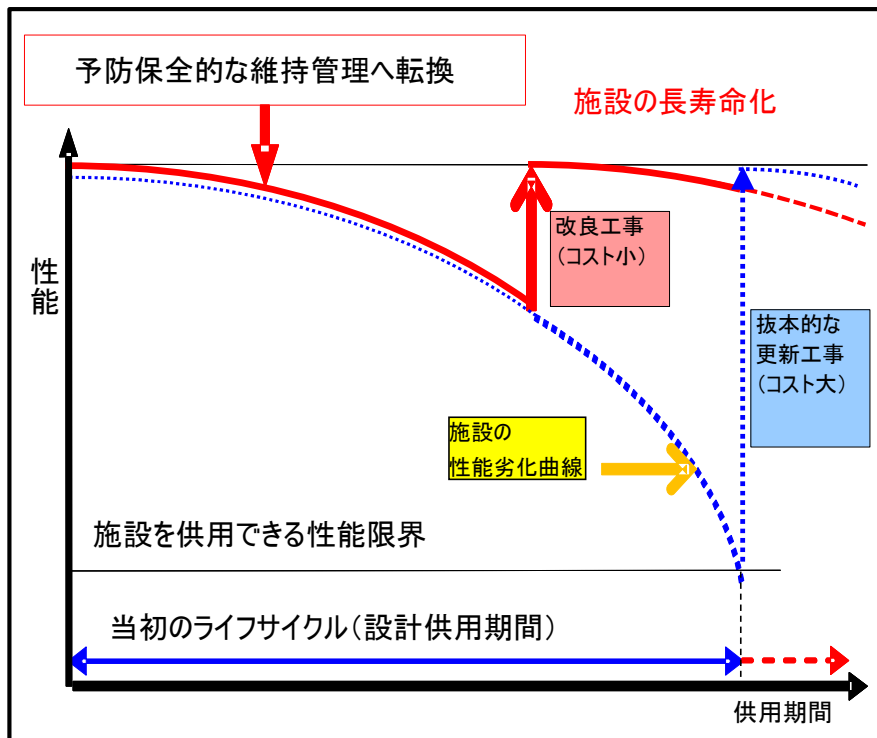 予防保全的な維持管理へ転換
施設の長寿命化
性能
改良工事
(コスト小)
抜本的な
更新工事
(コスト大)
施設の
性能劣化曲線
施設を供用できる性能限界
当初のライフサイクル(設計供用期間)
供用期間